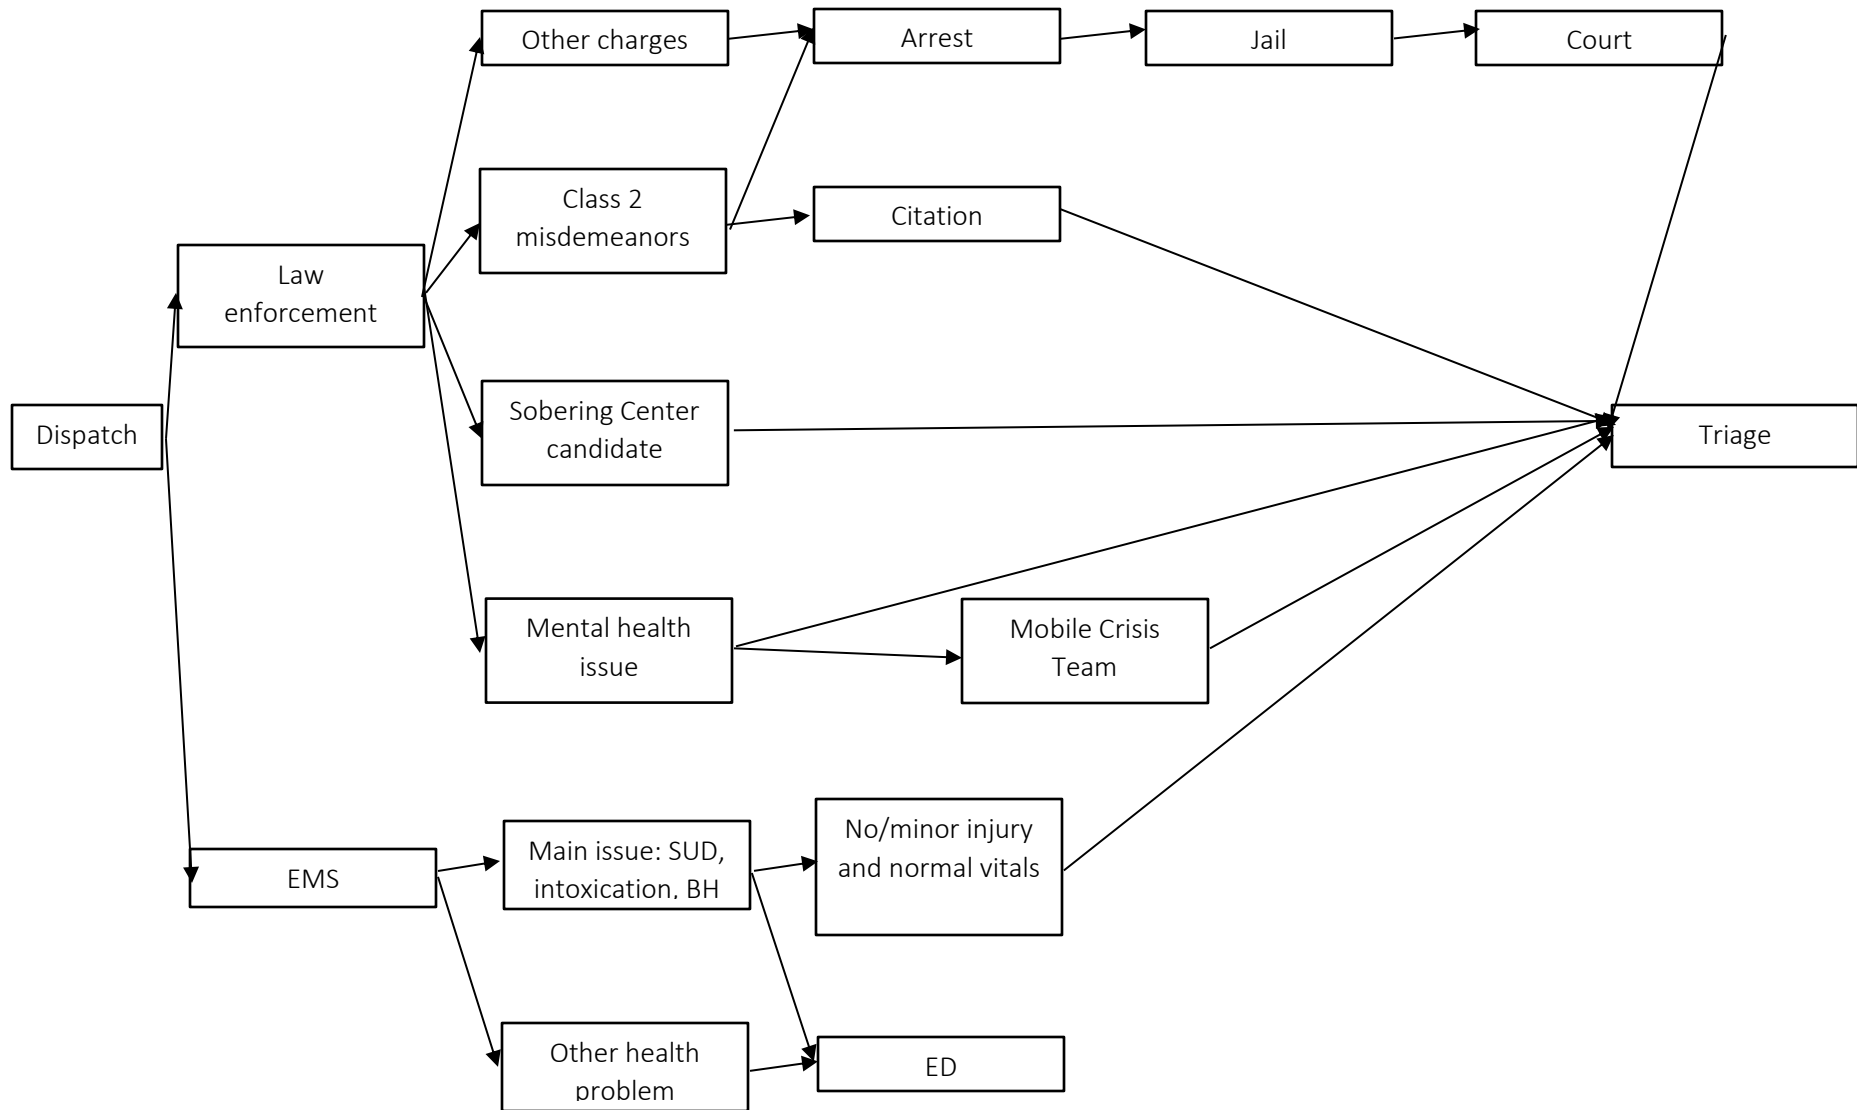 Other charges
Arrest
Jail
Court
Class 2
misdemeanors
Citation
Law
enforcement
Dispatch
Sobering Center
candidate
Triage
Mental health
issue
Mobile Crisis
Team
EMS
Main issue: SUD,
intoxication, BH
No/minor injury
and normal vitals
Other health
problem
ED